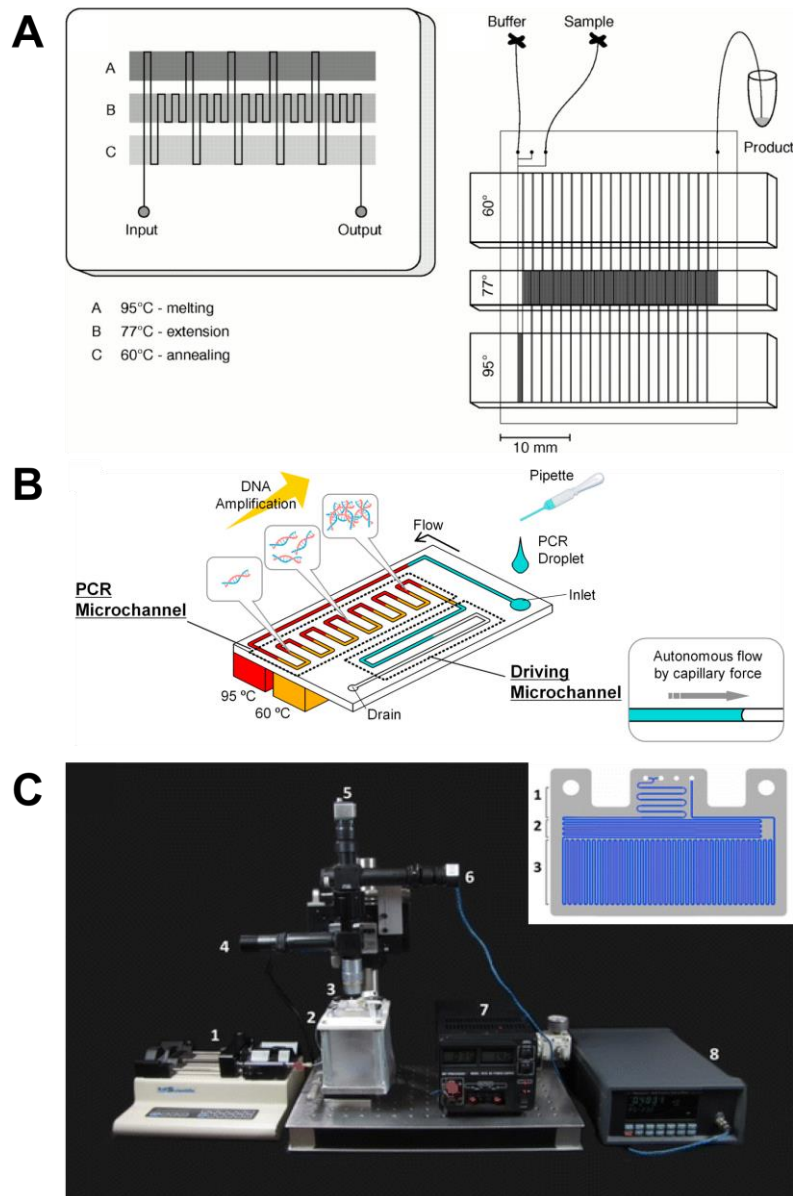 A
A
B
C
Input
Output
A 95°C - melting
B 77°C - extension
C 60°C - annealing
Buffer
Sample
Product
60°
77°
95°
10 mm
B
DNA
Amplification
Pipette
Flow
PCR
Droplet
PCR
Microchannel
Inlet
Driving
Microchannel
95 ºC
60 ºC
Drain
Autonomous flow
by capillary force
C
5
6
4
3
2
1
7
8
1
2
3